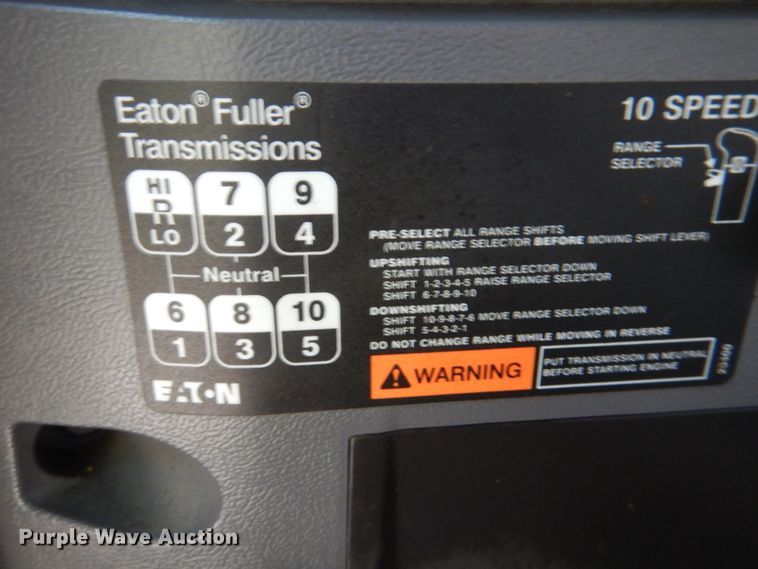 Eaton® Fuller®
Transmissions
10 SPEED
RANGE
SELECTOR
HI 7 9
R
LO 2 4
Neutral
6 8 10
1 3 5
EATON
PRE-SELECT ALL RANGE SHIFTS
(MOVE RANGE SELECTOR BEFORE MOVING SHIFT LEVER)
UPSHIFTING
START WITH RANGE SELECTOR DOWN
SHIFT 1-2-3-4-5 RAISE RANGE SELECTOR
SHIFT 6-7-8-9-10
DOWNSHIFTING
SHIFT 10-9-8-7-6 MOVE RANGE SELECTOR DOWN
SHIFT 5-4-3-2-1
DO NOT CHANGE RANGE WHILE MOVING IN REVERSE
WARNING
PUT TRANSMISSION IN NEUTRAL
BEFORE STARTING ENGINE
Purple Wave Auction